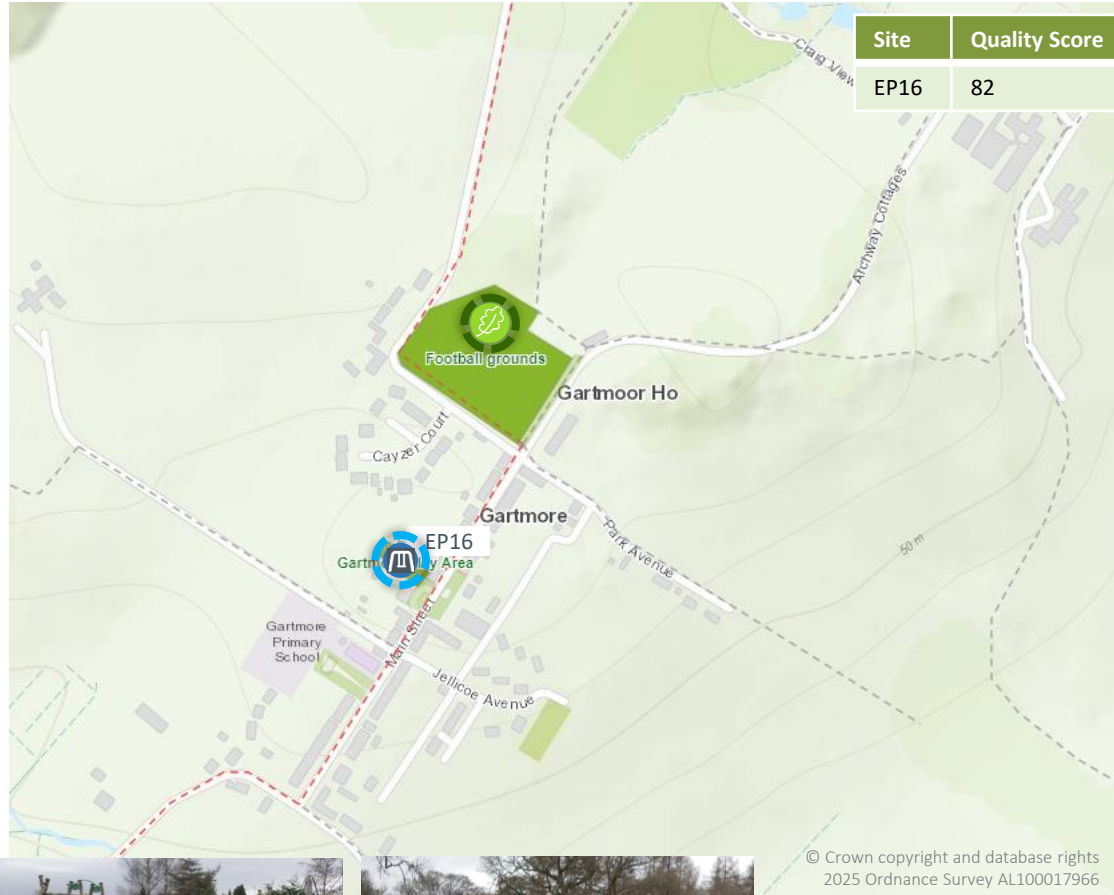 Site Quality Score
EP16 82
Craig View
Archway Cottages
Football grounds
Gartmoor Ho
Cayzer Court
Gartmore
EP16
Park Avenue
50 m
Area
Gartmore
Primary
School
Main Street
Jellicoe Avenue
© Crown copyright and database rights
2025 Ordnance Survey AL100017966